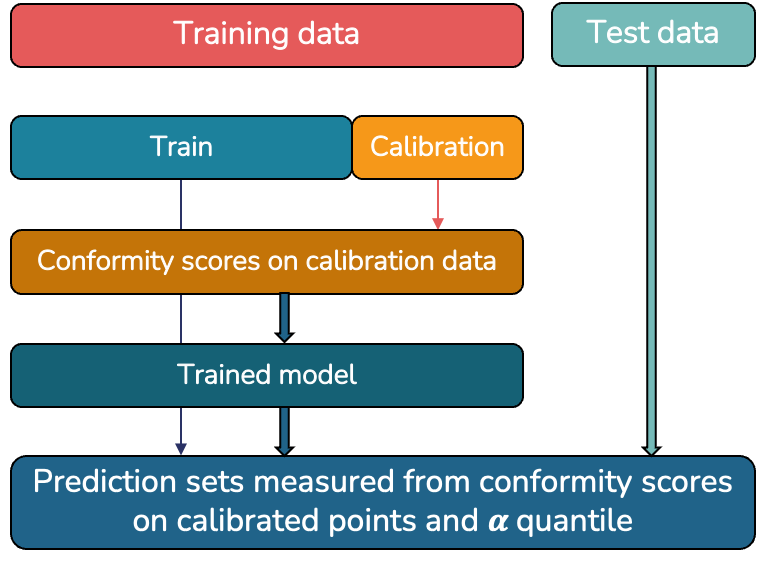 Training data
Test data
Train
Calibration
Conformity scores on calibration data
Trained model
Prediction sets measured from conformity scores
on calibrated points and α quantile